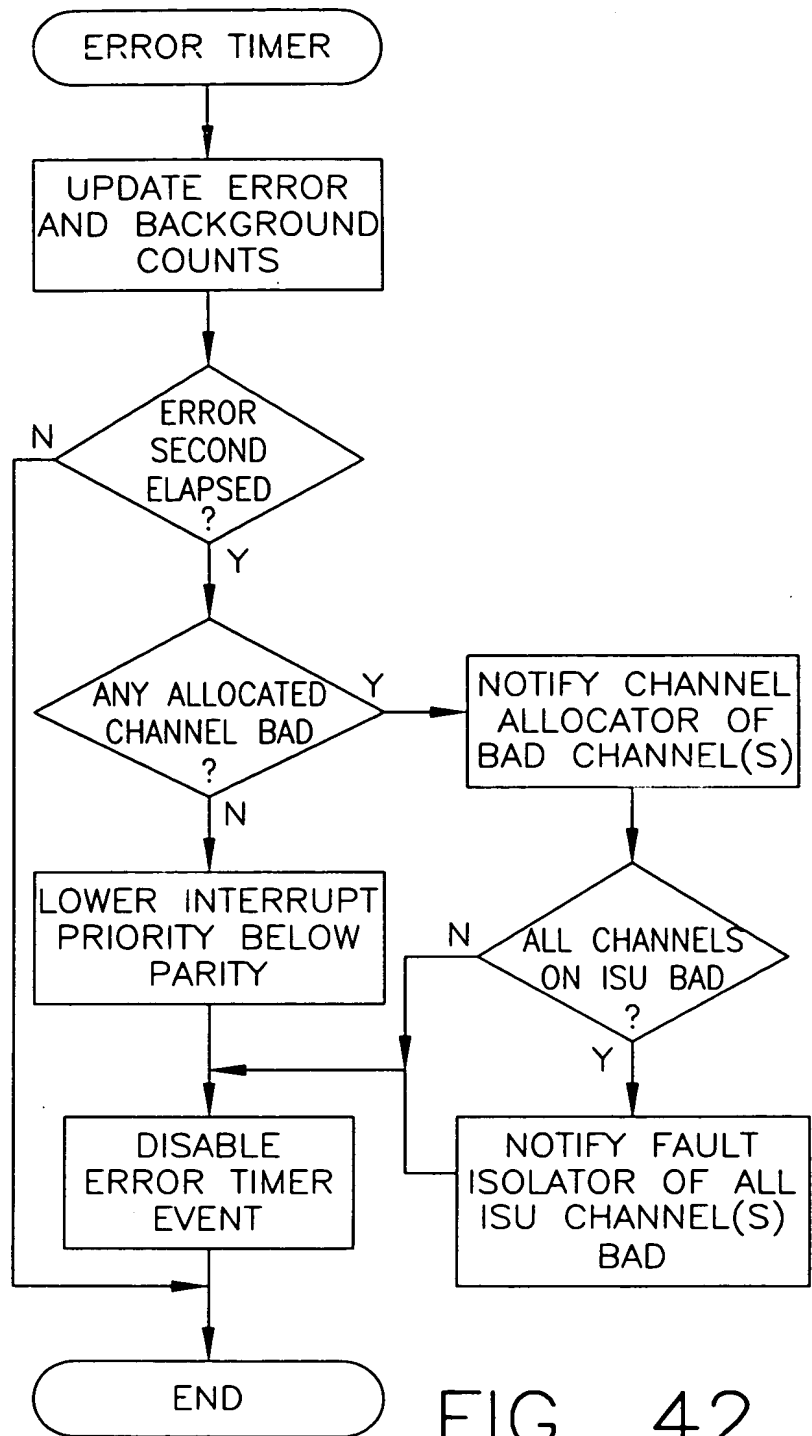 ERROR TIMER
UPDATE ERROR
AND BACKGROUND
COUNTS
ERROR
SECOND
ELAPSED
?
N
Y
ANY ALLOCATED
CHANNEL BAD
?
Y
N
NOTIFY CHANNEL
ALLOCATOR OF
BAD CHANNEL(S)
LOWER INTERRUPT
PRIORITY BELOW
PARITY
ALL CHANNELS
ON ISU BAD
?
N
Y
DISABLE
ERROR TIMER
EVENT
NOTIFY FAULT
ISOLATOR OF ALL
ISU CHANNEL(S)
BAD
END
FIG. 42